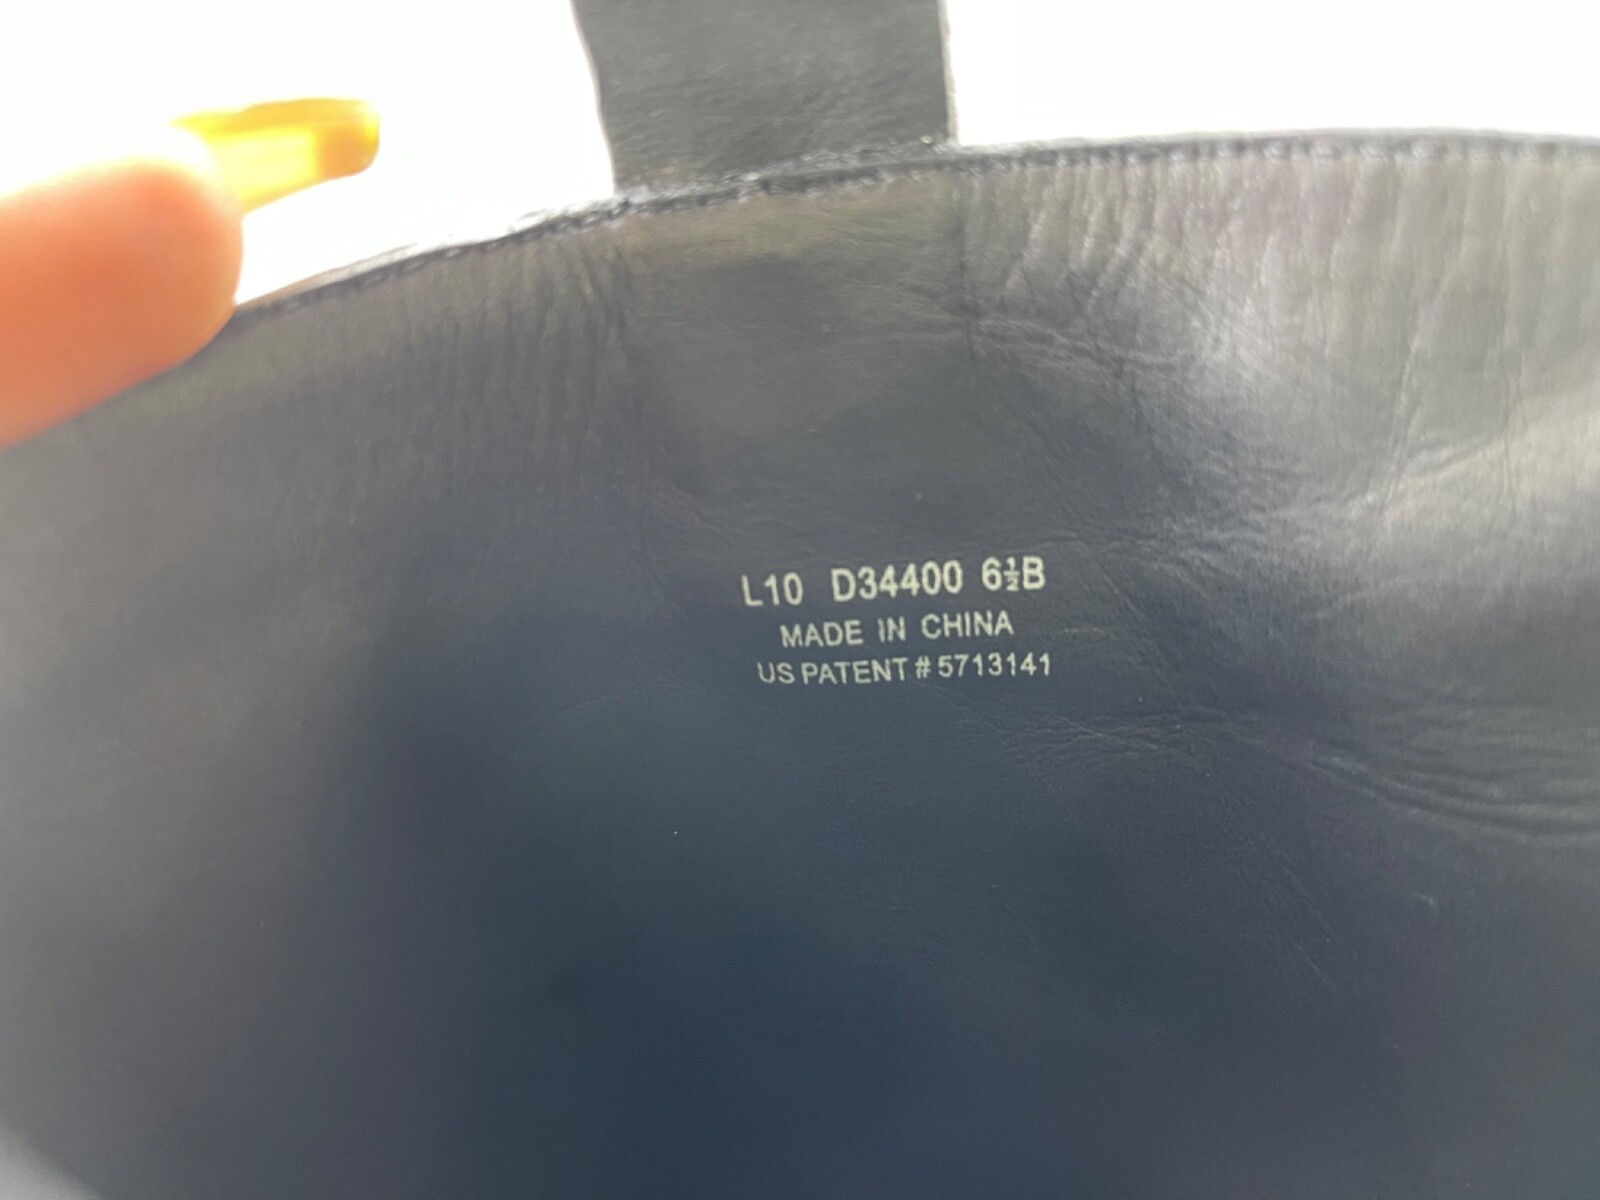 L10 D34400 6½B
MADE IN CHINA
US PATENT # 5713141